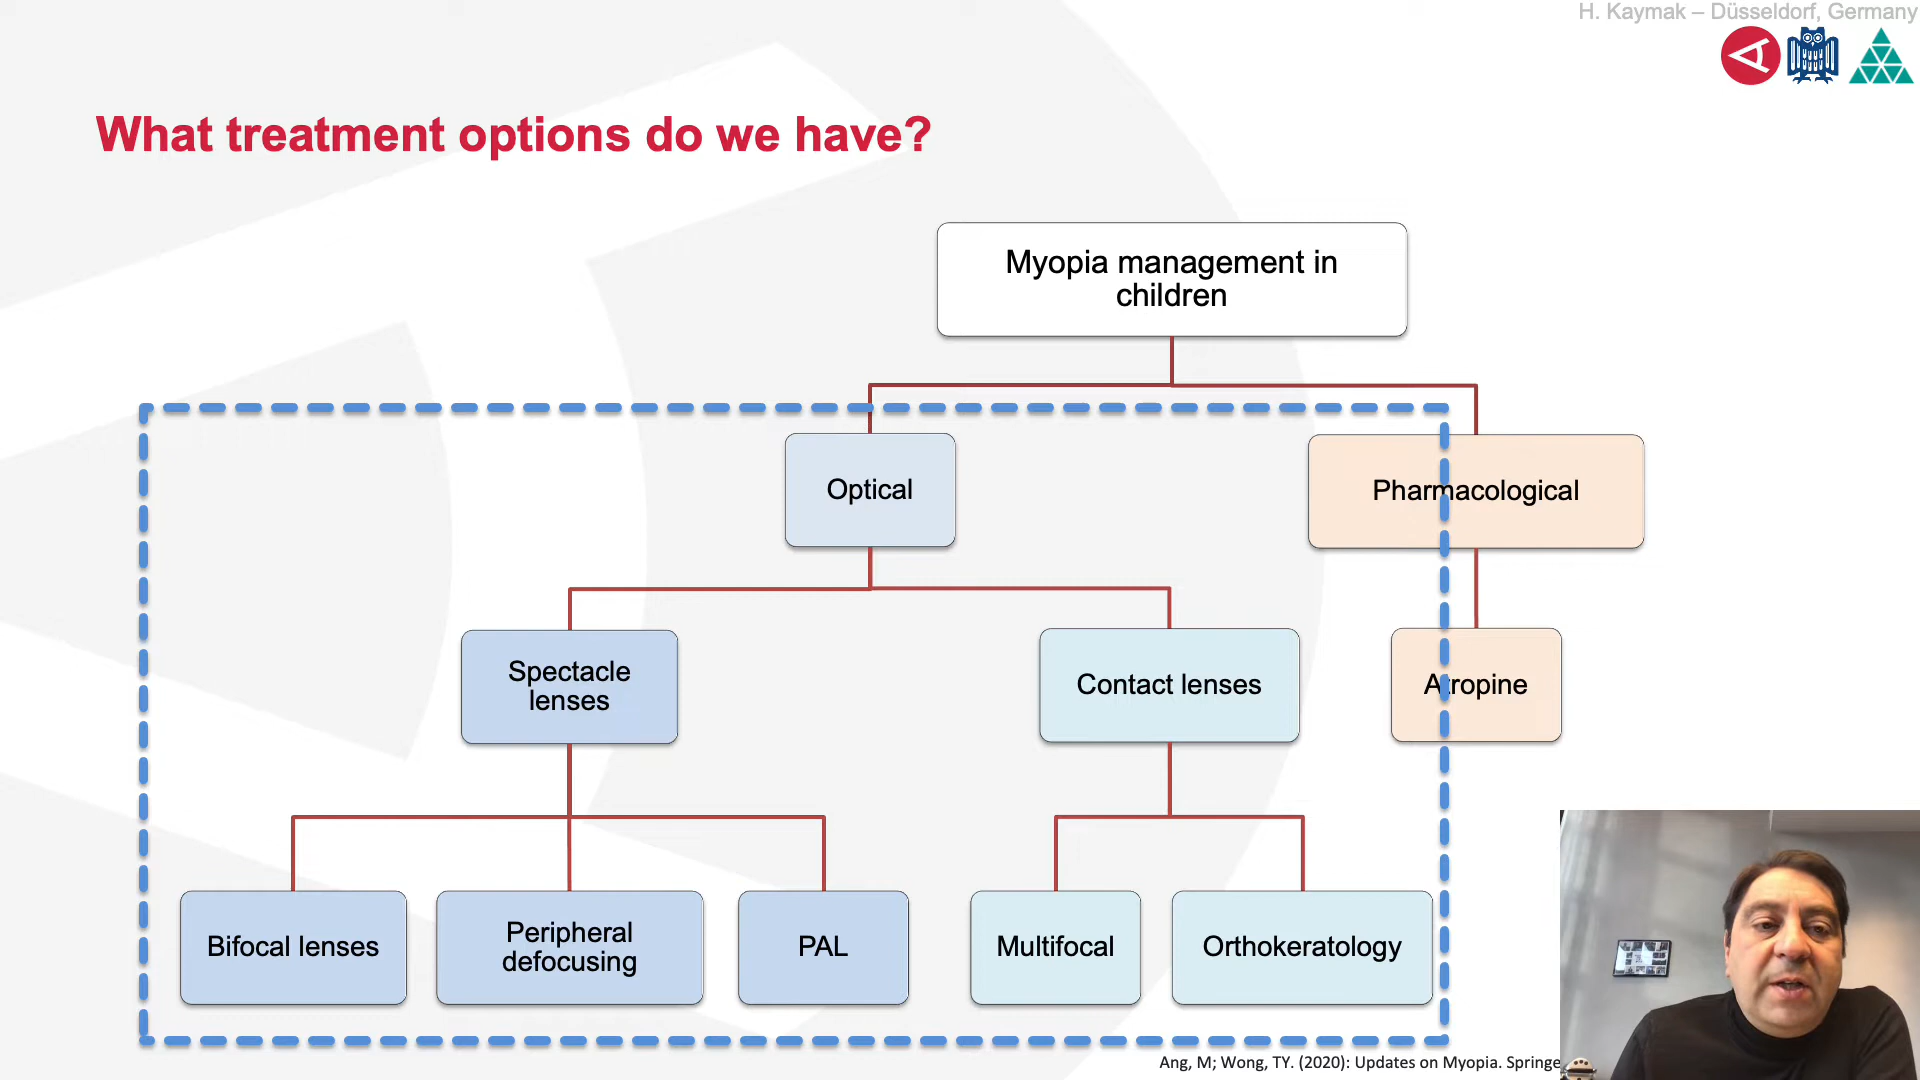 H. Kaymak – Düsseldorf, Germany
What treatment options do we have?
Myopia management in
children
Optical
Pharmacological
Spectacle
lenses
Contact lenses
Atropine
Bifocal lenses
Peripheral
defocusing
PAL
Multifocal
Orthokeratology
Ang, M; Wong, TY. (2020): Updates on Myopia. Springe